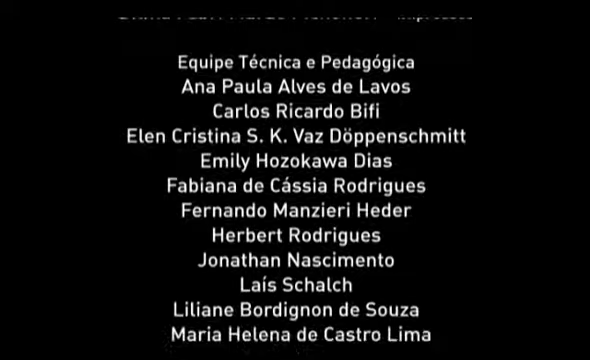 Equipe Técnica e Pedagógica
Ana Paula Alves de Lavos
Carlos Ricardo Bifi
Elen Cristina S. K. Vaz Döppenschmitt
Emily Hozokawa Dias
Fabiana de Cássia Rodrigues
Fernando Manzieri Heder
Herbert Rodrigues
Jonathan Nascimento
Laís Schalch
Liliane Bordignon de Souza
Maria Helena de Castro Lima